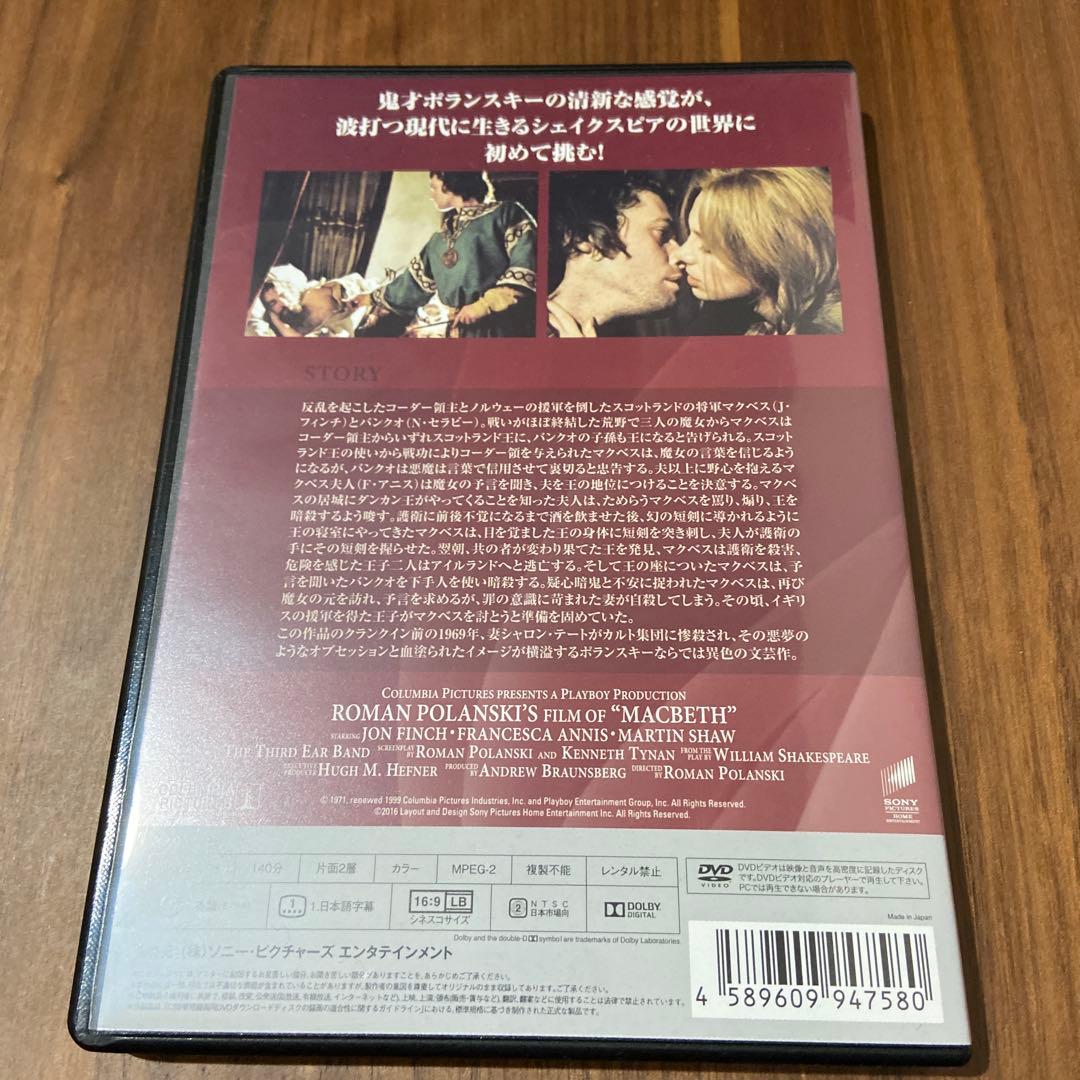 鬼才ポランスキーの清新な感覚が、
波打つ現代に生きるシェイクスピアの世界に
初めて挑む!
STORY
反乱を起こしたコーダー領主とノルウェーの援軍を倒したスコットランドの将軍マクベス(J・
フィンチ)とバンクオ(N・セラビー)。戦いがほぼ終結した荒野で三人の魔女からマクベスは
コーダー領主からいずれスコットランド王に、バンクオの子孫も王になると告げられる。スコット
ランド王の使いから戦功によりコーダー領を与えられたマクベスは、魔女の言葉を信じるよう
になるが、バンクオは悪魔は言葉で信用させて裏切ると忠告する。夫以上に野心を抱えるマ
クベス夫人(F・アニス)は魔女の予言を聞き、夫を王の地位につけることを決意する。マクベ
スの居城にダンカン王がやってくることを知った夫人は、ためらうマクベスを罵り、煽り、王を
暗殺するよう唆す。護衛に前後不覚になるまで酒を飲ませた後、幻の短剣に導かれるように
王の寝室にやってきたマクベスは、目を覚ました王の身体に短剣を突き刺し、夫人が護衛の
手にその短剣を握らせた。翌朝、共の者が変わり果てた王を発見、マクベスは護衛を殺害、
危険を感じた王子二人はアイルランドへと逃亡する。そして王の座についたマクベスは、予
言を聞いたバンクオを下手人を使い暗殺する。疑心暗鬼と不安に捉われたマクベスは、再び
魔女の元を訪れ、予言を求めるが、罪の意識に苛まれた妻が自殺してしまう。その頃、イギリ
スの援軍を得た王子がマクベスを討とうと準備を固めていた。
この作品のクランクイン前の1969年、妻シャロン・テートがカルト集団に惨殺され、その悪夢の
ようなオブセッションと血塗られたイメージが横溢するポランスキーならでは異色の文芸作。
COLUMBIA PICTURES PRESENTS A PLAYBOY PRODUCTION
ROMAN POLANSKI'S FILM OF "MACBETH"
STARRING JON FINCH・FRANCESCA ANNIS・MARTIN SHAW
THE THIRD EAR BAND SCREENPLAY BY ROMAN POLANSKI AND KENNETH TYNAN FROM THE PLAY BY WILLIAM SHAKESPEARE
EXECUTIVE PRODUCER HUGH M. HEFNER PRODUCED BY ANDREW BRAUNSBERG DIRECTED BY ROMAN POLANSKI
© 1971, renewed 1999 Columbia Pictures Industries, Inc. and Playboy Entertainment Group, Inc. All Rights Reserved.
©2016 Layout and Design Sony Pictures Home Entertainment Inc. All Rights Reserved.
SONY
PICTURES
HOME
ENTERTAINMENT
140分 片面2層 カラー MPEG-2 複製不能 レンタル禁止
DVD VIDEO
DVDビデオは映像と音声を高密度に記録したディスク
です。DVDビデオ対応のプレーヤーで再生して下さい。
PCでは再生できない場合があります。
1 1.日本語字幕
16:9 LB
シネスコサイズ
2 NTSC
日本市場向
DOLBY
DIGITAL
Made in Japan
Dolby and the double-D symbol are trademarks of Dolby Laboratories.
(株)ソニー・ピクチャーズ エンタテインメント
4 589609 947580